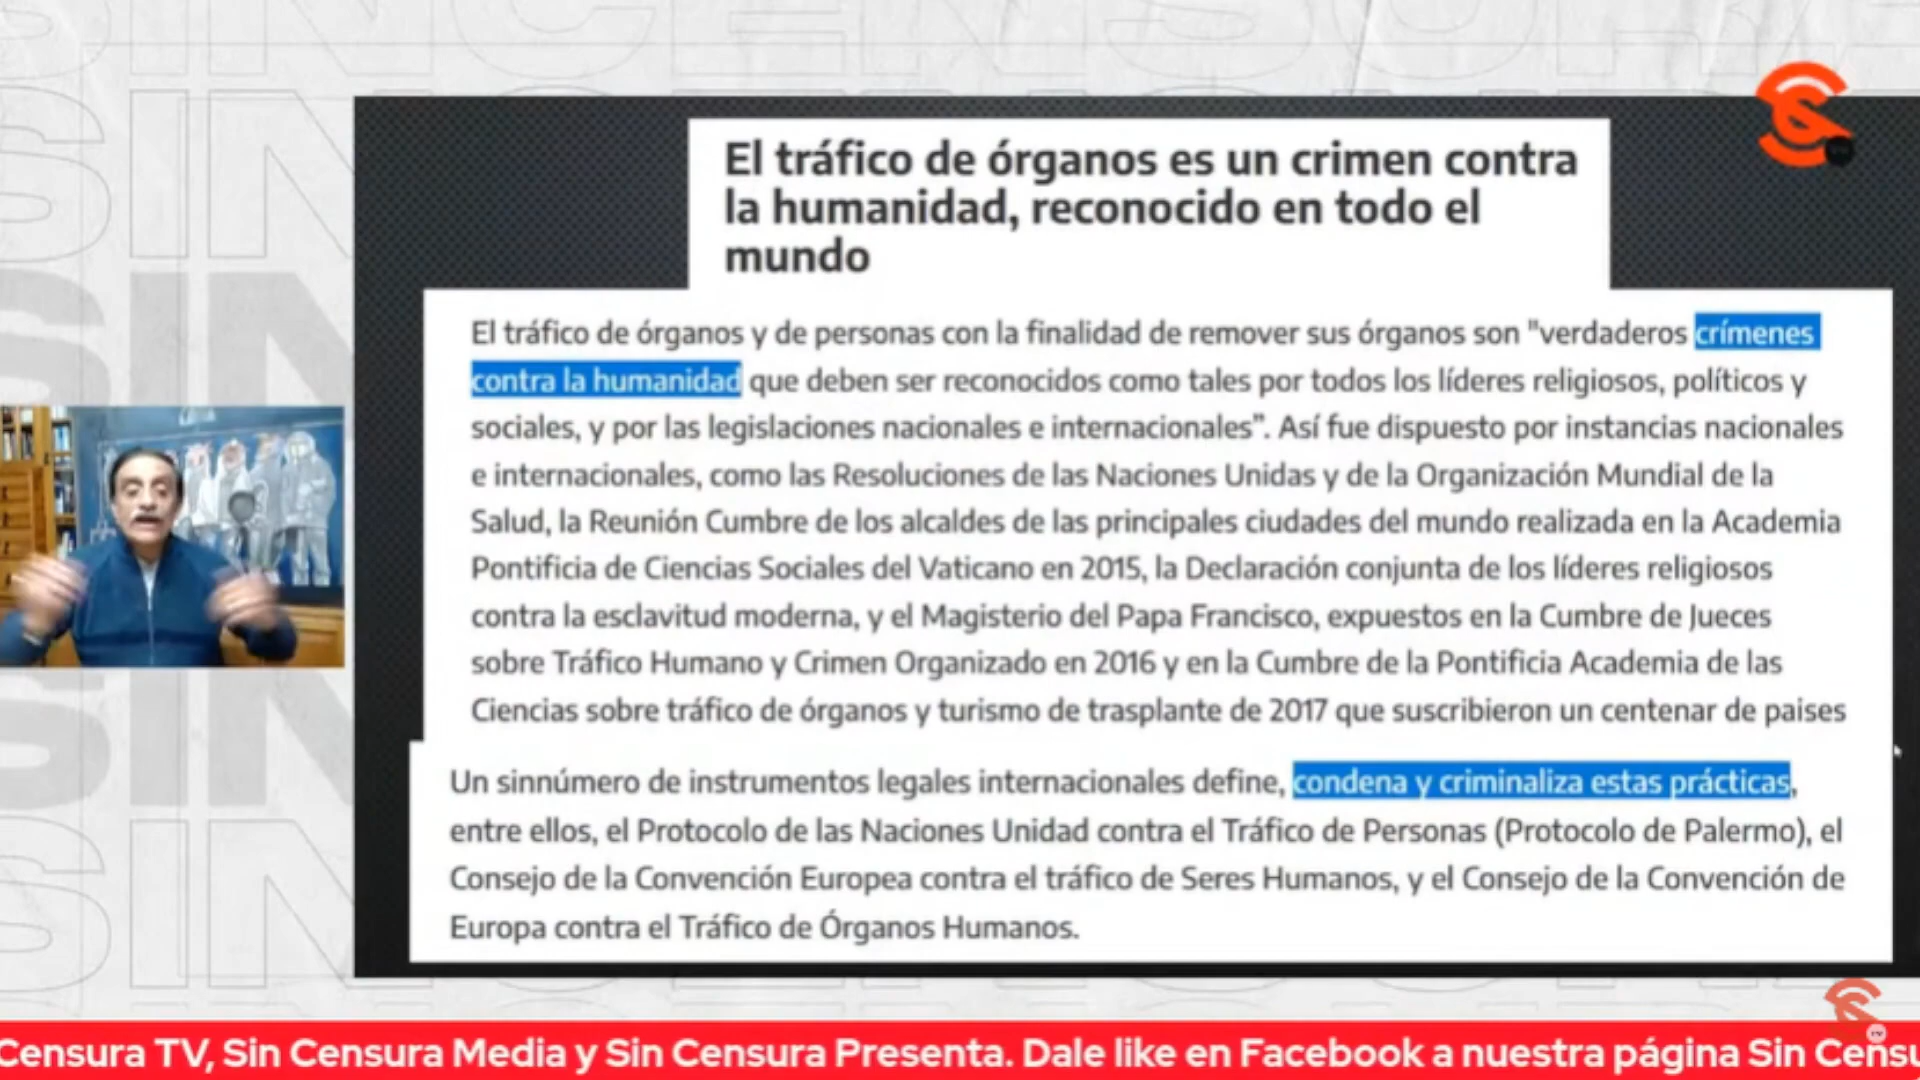 SINCENSURA
SIN
SIN
SIN
SIN
El tráfico de órganos es un crimen contra
la humanidad, reconocido en todo el
mundo
El tráfico de órganos y de personas con la finalidad de remover sus órganos son "verdaderos crímenes
contra la humanidad que deben ser reconocidos como tales por todos los líderes religiosos, políticos y
sociales, y por las legislaciones nacionales e internacionales”. Así fue dispuesto por instancias nacionales
e internacionales, como las Resoluciones de las Naciones Unidas y de la Organización Mundial de la
Salud, la Reunión Cumbre de los alcaldes de las principales ciudades del mundo realizada en la Academia
Pontificia de Ciencias Sociales del Vaticano en 2015, la Declaración conjunta de los líderes religiosos
contra la esclavitud moderna, y el Magisterio del Papa Francisco, expuestos en la Cumbre de Jueces
sobre Tráfico Humano y Crimen Organizado en 2016 y en la Cumbre de la Pontificia Academia de las
Ciencias sobre tráfico de órganos y turismo de trasplante de 2017 que suscribieron un centenar de paises
Un sinnúmero de instrumentos legales internacionales define, condena y criminaliza estas prácticas,
entre ellos, el Protocolo de las Naciones Unidad contra el Tráfico de Personas (Protocolo de Palermo), el
Consejo de la Convención Europea contra el tráfico de Seres Humanos, y el Consejo de la Convención de
Europa contra el Tráfico de Órganos Humanos.
Censura TV, Sin Censura Media y Sin Censura Presenta. Dale like en Facebook a nuestra página Sin Censu